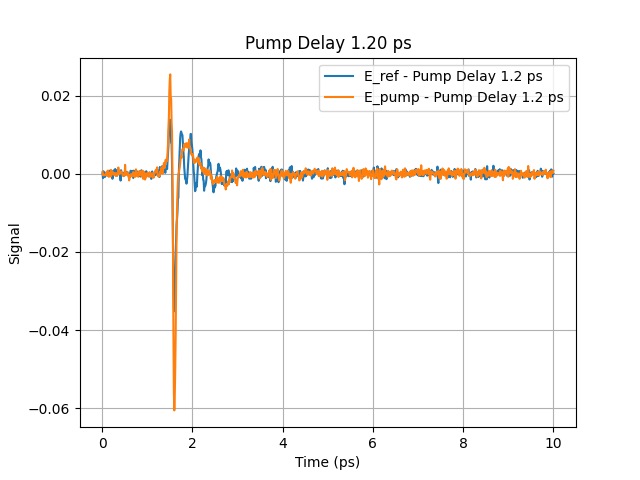 Pump Delay 1.20 ps
E_ref - Pump Delay 1.2 ps
E_pump - Pump Delay 1.2 ps
0.02
0.00
−0.02
−0.04
−0.06
Signal
0 2 4 6 8 10
Time (ps)